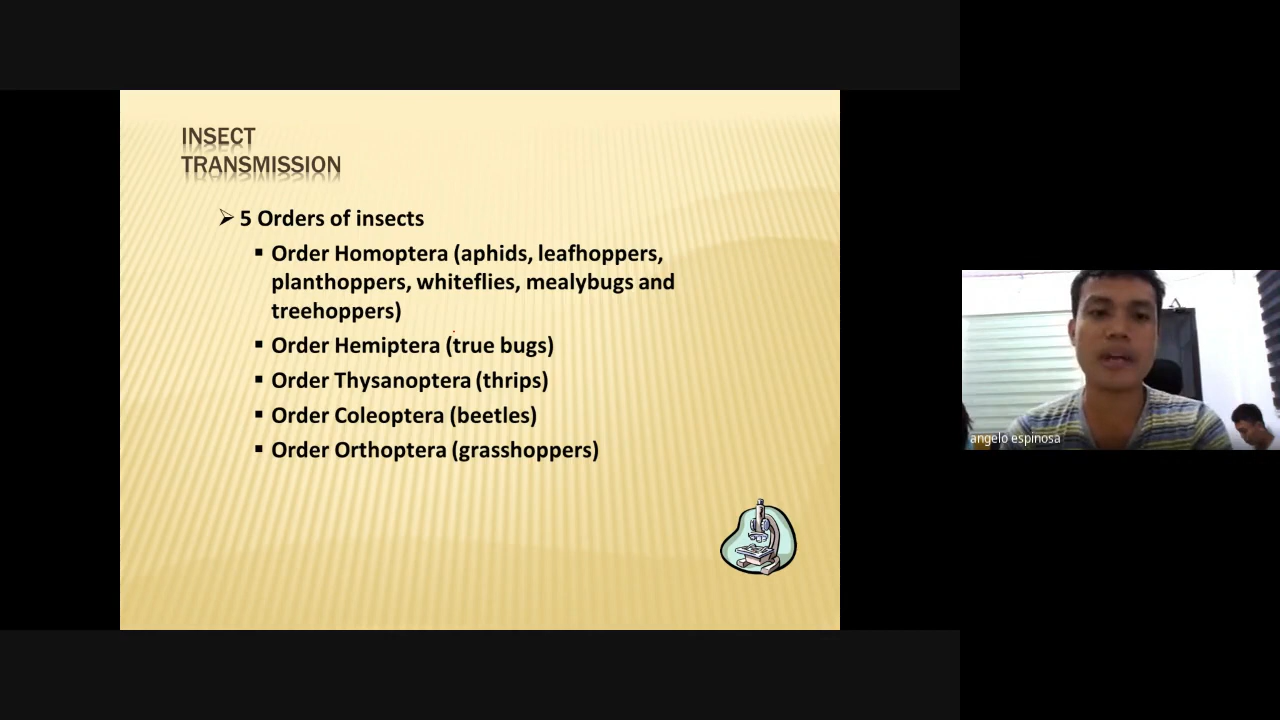 INSECT
TRANSMISSION
5 Orders of insects
Order Homoptera (aphids, leafhoppers,
planthoppers, whiteflies, mealybugs and
treehoppers)
Order Hemiptera (true bugs)
Order Thysanoptera (thrips)
Order Coleoptera (beetles)
Order Orthoptera (grasshoppers)
angelo espinosa